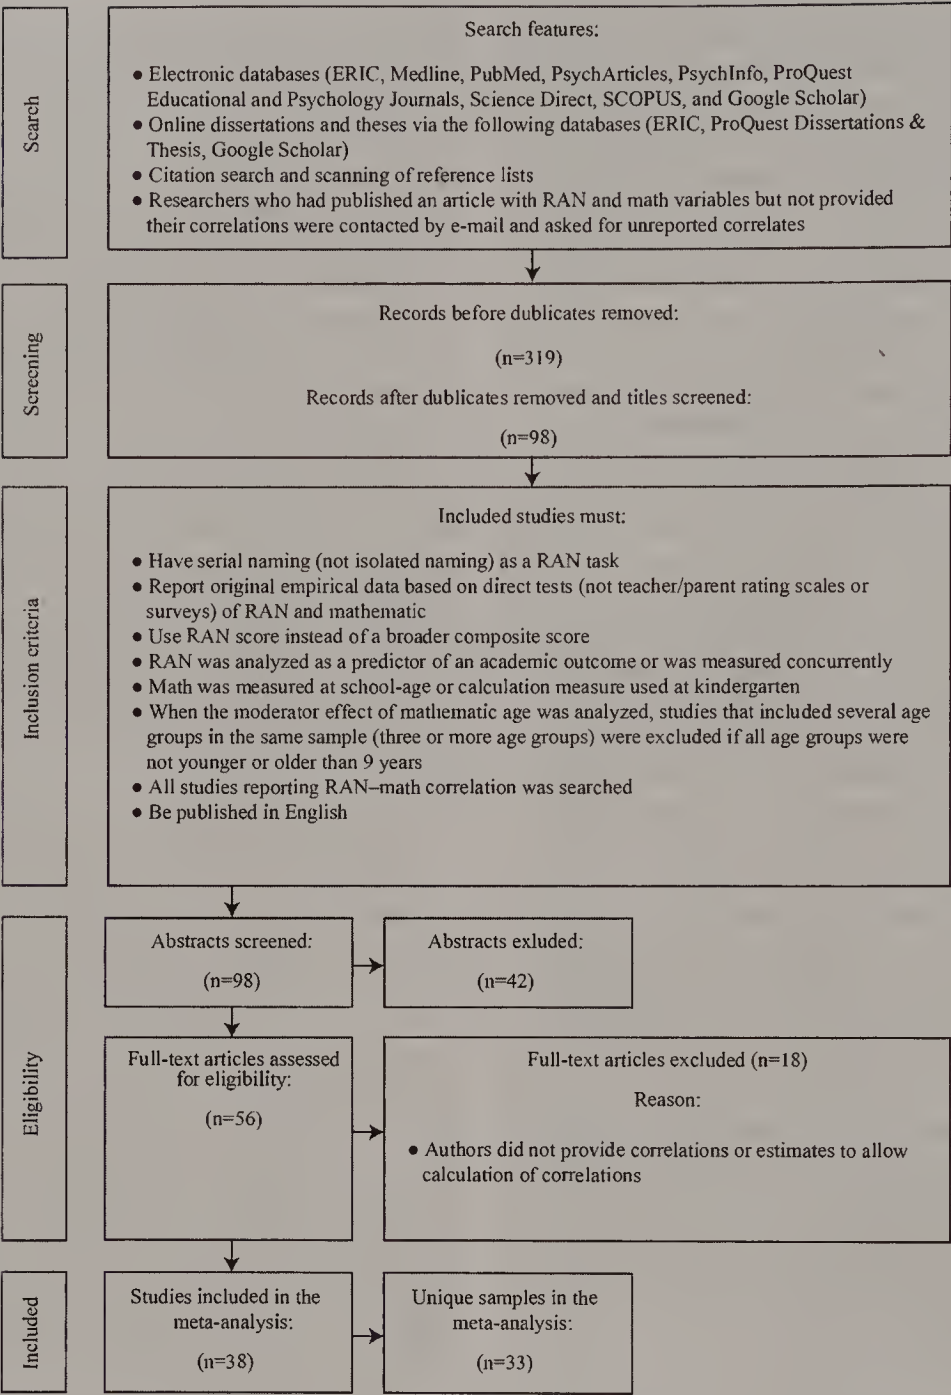 Search
Search features:
● Electronic databases (ERIC, Medline, PubMed, PsychArticles, PsychInfo, ProQuest
Educational and Psychology Journals, Science Direct, SCOPUS, and Google Scholar)
● Online dissertations and theses via the following databases (ERIC, ProQuest Dissertations &
Thesis, Google Scholar)
● Citation search and scanning of reference lists
● Researchers who had published an article with RAN and math variables but not provided
their correlations were contacted by e-mail and asked for unreported correlates
Screening
Records before dublicates removed:
(n=319)
Records after dublicates removed and titles screened:
(n=98)
Inclusion criteria
Included studies must:
● Have serial naming (not isolated naming) as a RAN task
● Report original empirical data based on direct tests (not teacher/parent rating scales or
surveys) of RAN and mathematic
● Use RAN score instead of a broader composite score
● RAN was analyzed as a predictor of an academic outcome or was measured concurrently
● Math was measured at school-age or calculation measure used at kindergarten
● When the moderator effect of mathematic age was analyzed, studies that included several age
groups in the same sample (three or more age groups) were excluded if all age groups were
not younger or older than 9 years
● All studies reporting RAN–math correlation was searched
● Be published in English
Eligibility
Abstracts screened:
(n=98)
Abstracts exluded:
(n=42)
Full-text articles assessed
for eligibility:
(n=56)
Full-text articles excluded (n=18)
Reason:
● Authors did not provide correlations or estimates to allow
calculation of correlations
Included
Studies included in the
meta-analysis:
(n=38)
Unique samples in the
meta-analysis:
(n=33)